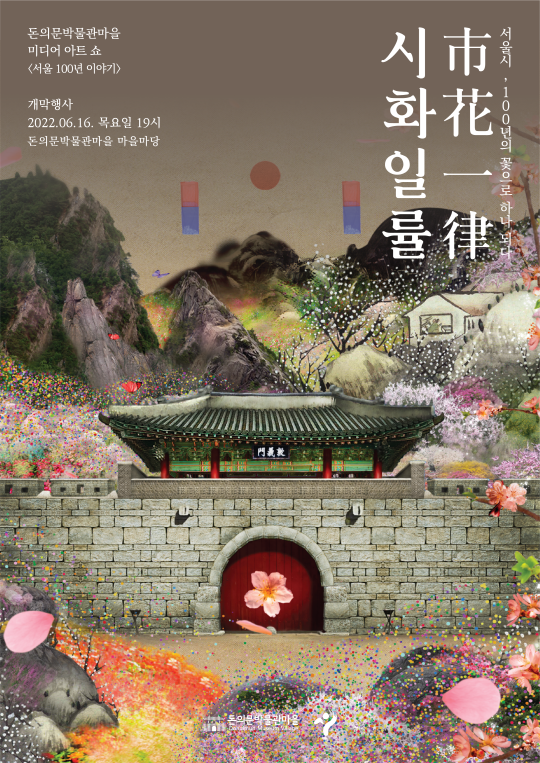 돈의문박물관마을
미디어 아트 쇼
<서울 100년 이야기>
개막행사
2022.06.16. 목요일 19시
돈의문박물관마을 마을마당
시화일률
市花一律
서울시, 100년의 꽃으로 하나 되다
敦義門
돈의문박물관마을
Donuimun Museum Village